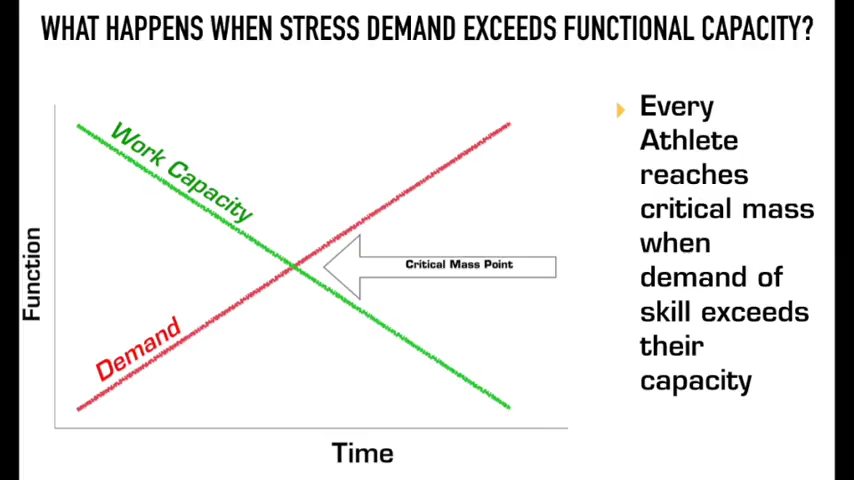 WHAT HAPPENS WHEN STRESS DEMAND EXCEEDS FUNCTIONAL CAPACITY?
Work Capacity
Demand
Critical Mass Point
Function
Time
Every
Athlete
reaches
critical mass
when
demand of
skill exceeds
their
capacity